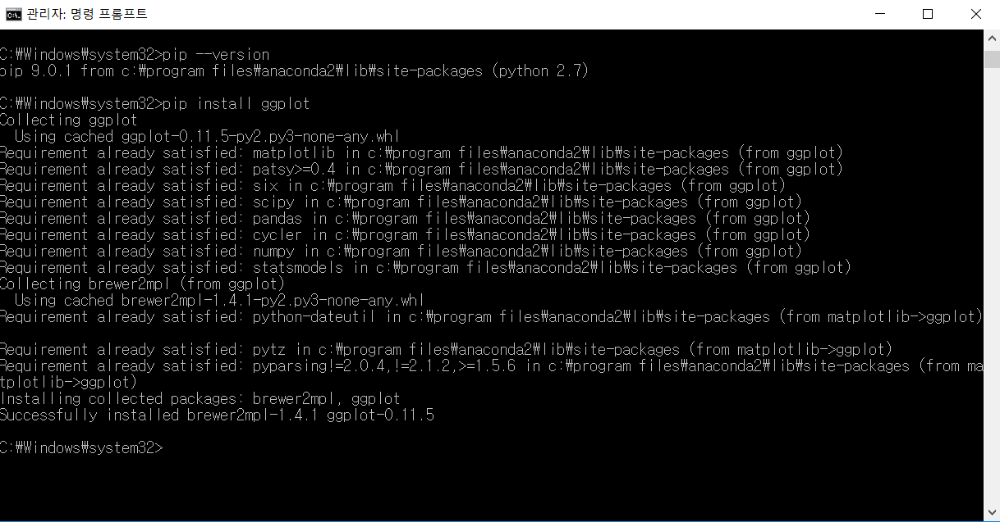 관리자: 명령 프롬프트
C:₩Windows₩system32>pip --version
pip 9.0.1 from c:₩program files₩anaconda2₩lib₩site-packages (python 2.7)
C:₩Windows₩system32>pip install ggplot
Collecting ggplot
  Using cached ggplot-0.11.5-py2.py3-none-any.whl
Requirement already satisfied: matplotlib in c:₩program files₩anaconda2₩lib₩site-packages (from ggplot)
Requirement already satisfied: patsy>=0.4 in c:₩program files₩anaconda2₩lib₩site-packages (from ggplot)
Requirement already satisfied: six in c:₩program files₩anaconda2₩lib₩site-packages (from ggplot)
Requirement already satisfied: scipy in c:₩program files₩anaconda2₩lib₩site-packages (from ggplot)
Requirement already satisfied: pandas in c:₩program files₩anaconda2₩lib₩site-packages (from ggplot)
Requirement already satisfied: cycler in c:₩program files₩anaconda2₩lib₩site-packages (from ggplot)
Requirement already satisfied: numpy in c:₩program files₩anaconda2₩lib₩site-packages (from ggplot)
Requirement already satisfied: statsmodels in c:₩program files₩anaconda2₩lib₩site-packages (from ggplot)
Collecting brewer2mpl (from ggplot)
  Using cached brewer2mpl-1.4.1-py2.py3-none-any.whl
Requirement already satisfied: python-dateutil in c:₩program files₩anaconda2₩lib₩site-packages (from matplotlib->ggplot)
Requirement already satisfied: pytz in c:₩program files₩anaconda2₩lib₩site-packages (from matplotlib->ggplot)
Requirement already satisfied: pyparsing!=2.0.4,!=2.1.2,>=1.5.6 in c:₩program files₩anaconda2₩lib₩site-packages (from ma
tplotlib->ggplot)
Installing collected packages: brewer2mpl, ggplot
Successfully installed brewer2mpl-1.4.1 ggplot-0.11.5
C:₩Windows₩system32>